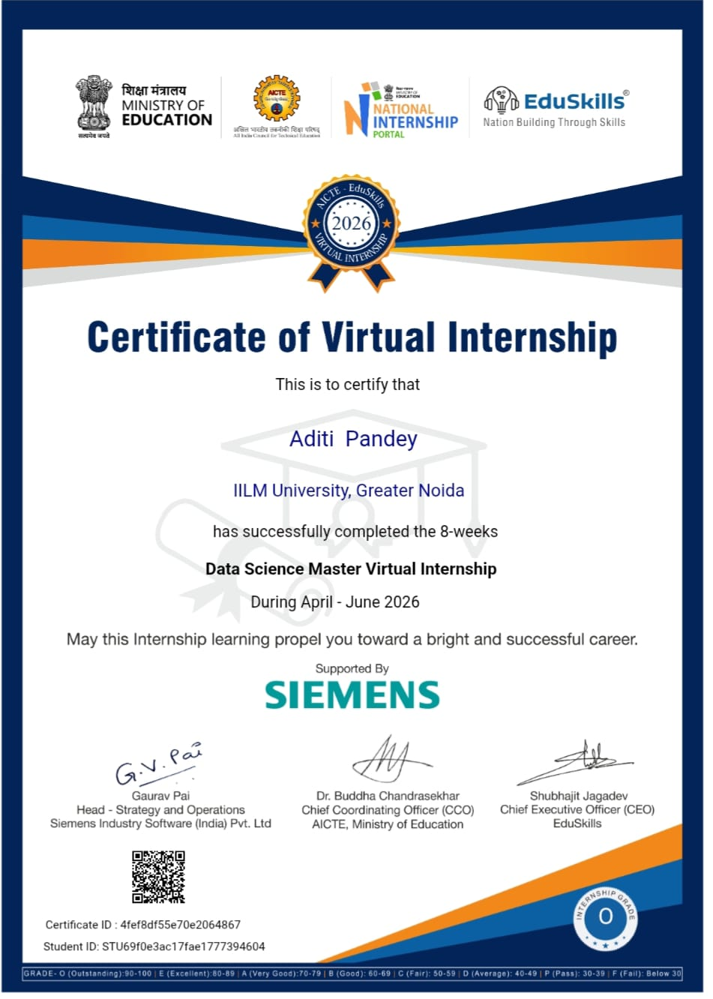 शिक्षा मंत्रालय
MINISTRY OF
EDUCATION
सत्यमेव जयते
AICTE
अखिल भारतीय तकनीकी शिक्षा परिषद्
All India Council for Technical Education
शिक्षा मंत्रालय
MINISTRY OF
EDUCATION
NATIONAL
INTERNSHIP
PORTAL
EduSkills®
Nation Building Through Skills
AICTE - EduSkills
2026
VIRTUAL INTERNSHIP
Certificate of Virtual Internship
This is to certify that
Aditi Pandey
IILM University, Greater Noida
has successfully completed the 8-weeks
Data Science Master Virtual Internship
During April - June 2026
May this Internship learning propel you toward a bright and successful career.
Supported By
SIEMENS
G.V. Pai
Gaurav Pai
Head - Strategy and Operations
Siemens Industry Software (India) Pvt. Ltd
Dr. Buddha Chandrasekhar
Chief Coordinating Officer (CCO)
AICTE, Ministry of Education
Shubhajit Jagadev
Chief Executive Officer (CEO)
EduSkills
Certificate ID : 4fef8df55e70e2064867
Student ID: STU69f0e3ac17fae1777394604
INTERNSHIP GRADE
O
GRADE- O (Outstanding):90-100 | E (Excellent):80-89 | A (Very Good):70-79 | B (Good): 60-69 | C (Fair): 50-59 | D (Average): 40-49 | P (Pass): 30-39 | F (Fail): Below 30